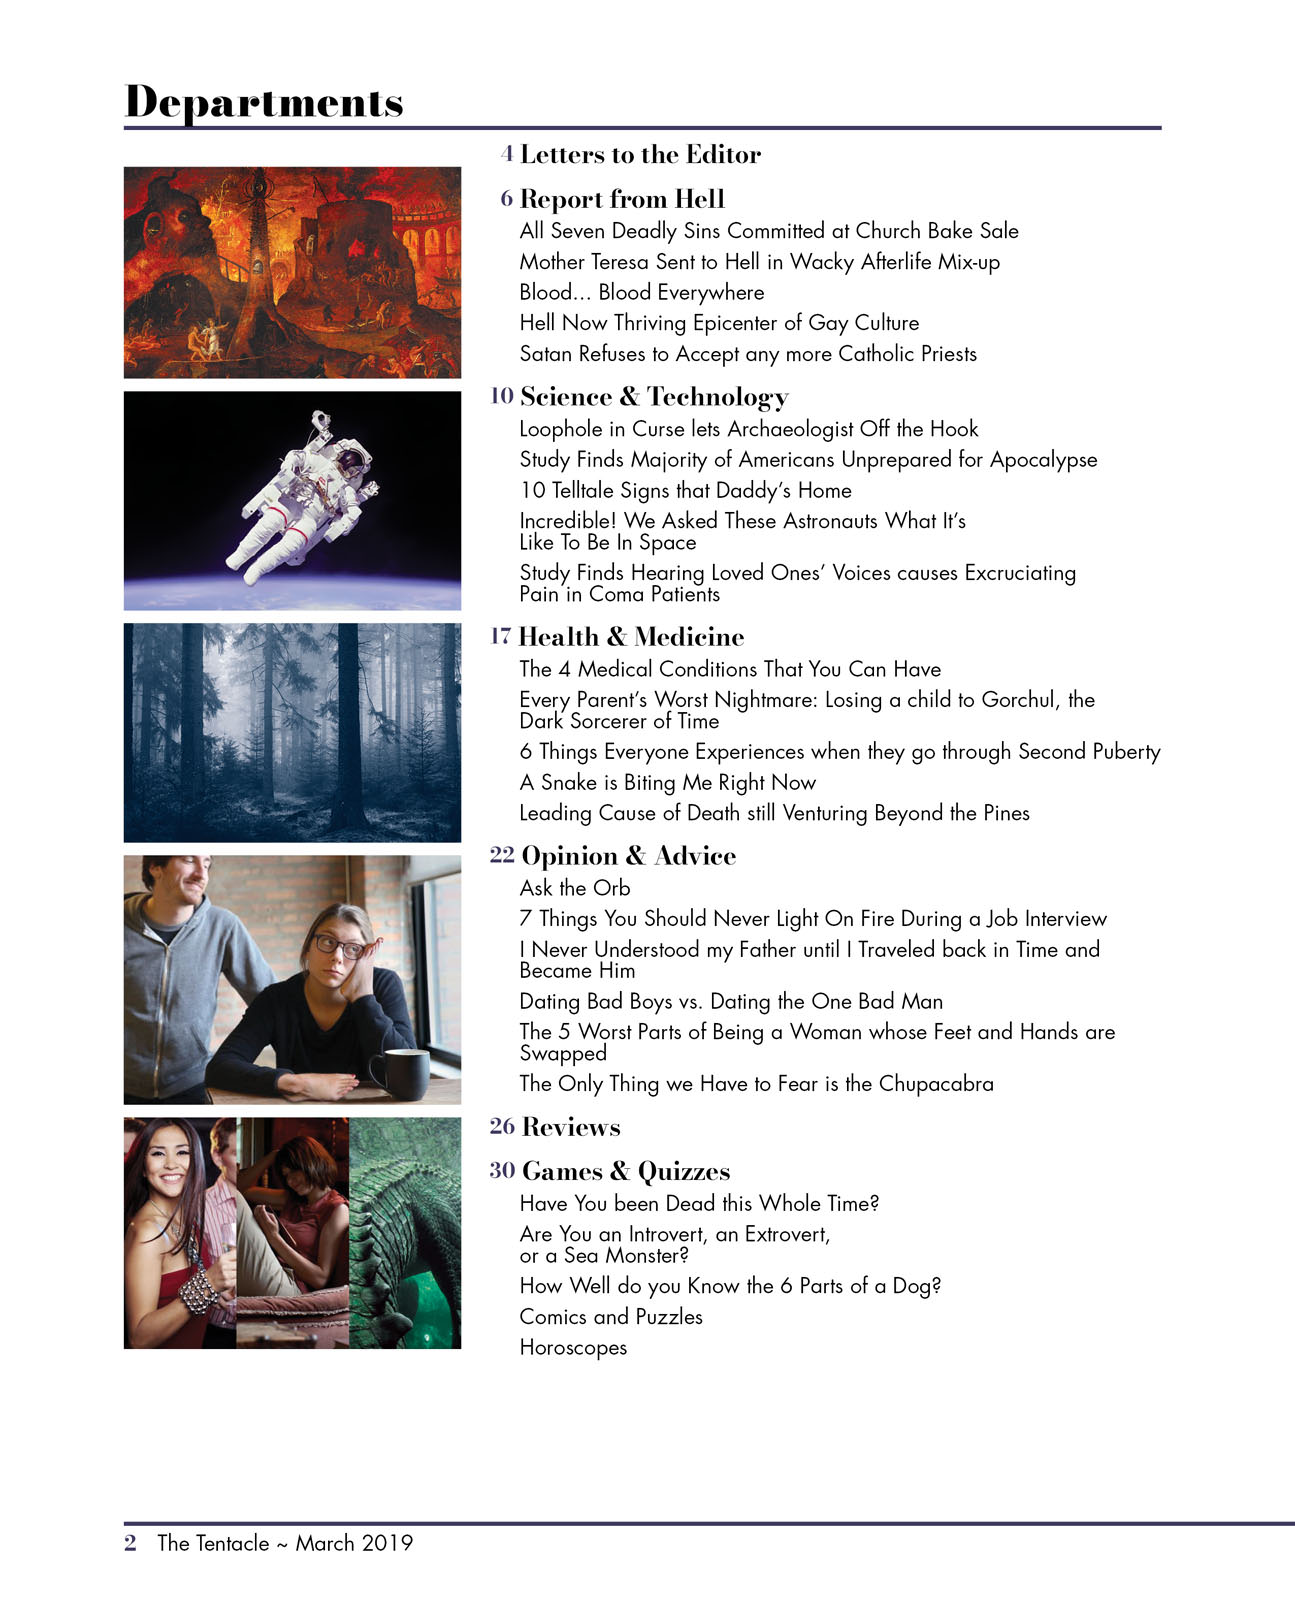 Departments
4 Letters to the Editor
6 Report from Hell
All Seven Deadly Sins Committed at Church Bake Sale
Mother Teresa Sent to Hell in Wacky Afterlife Mix-up
Blood... Blood Everywhere
Hell Now Thriving Epicenter of Gay Culture
Satan Refuses to Accept any more Catholic Priests
10 Science & Technology
Loophole in Curse lets Archaeologist Off the Hook
Study Finds Majority of Americans Unprepared for Apocalypse
10 Telltale Signs that Daddy's Home
Incredible! We Asked These Astronauts What It's
Like To Be In Space
Study Finds Hearing Loved Ones' Voices causes Excruciating
Pain in Coma Patients
17 Health & Medicine
The 4 Medical Conditions That You Can Have
Every Parent's Worst Nightmare: Losing a child to Gorchul, the
Dark Sorcerer of Time
6 Things Everyone Experiences when they go through Second Puberty
A Snake is Biting Me Right Now
Leading Cause of Death still Venturing Beyond the Pines
22 Opinion & Advice
Ask the Orb
7 Things You Should Never Light On Fire During a Job Interview
I Never Understood my Father until I Traveled back in Time and
Became Him
Dating Bad Boys vs. Dating the One Bad Man
The 5 Worst Parts of Being a Woman whose Feet and Hands are
Swapped
The Only Thing we Have to Fear is the Chupacabra
26 Reviews
30 Games & Quizzes
Have You been Dead this Whole Time?
Are You an Introvert, an Extrovert,
or a Sea Monster?
How Well do you Know the 6 Parts of a Dog?
Comics and Puzzles
Horoscopes
2 The Tentacle ~ March 2019